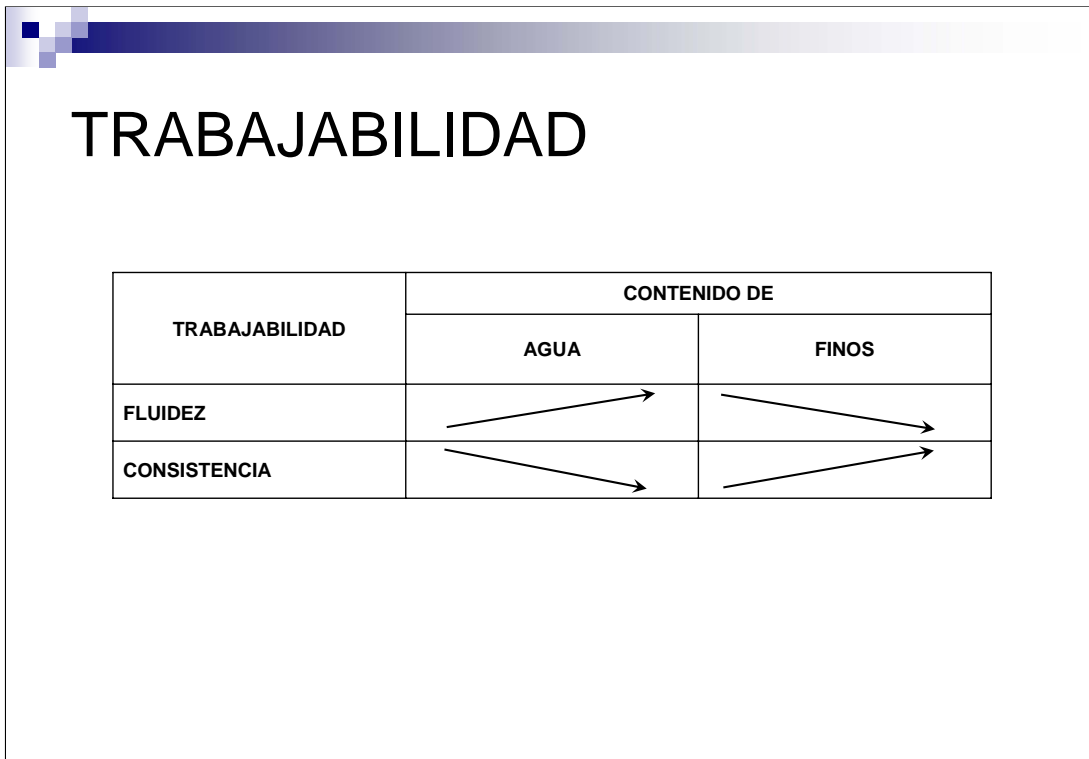 TRABAJABILIDAD
TRABAJABILIDAD
CONTENIDO DE
AGUA
FINOS
FLUIDEZ
CONSISTENCIA